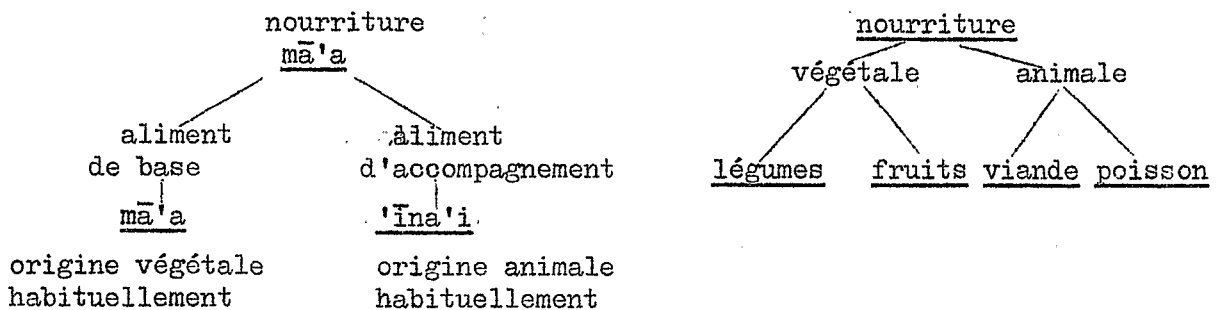 nourriture
mā'a
aliment
de base
mā'a
origine végétale
habituellement
aliment
d'accompagnement
'īna'i
origine animale
habituellement
nourriture
végétale
animale
légumes
fruits
viande
poisson